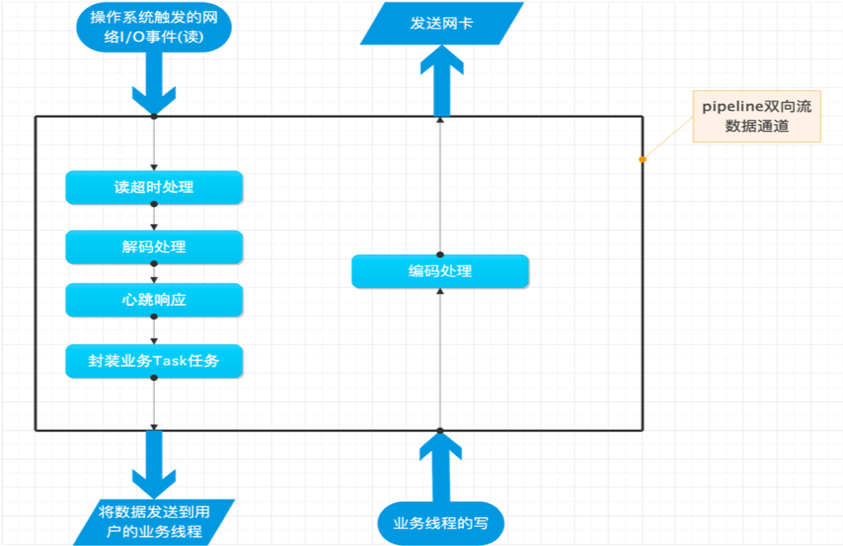 操作系统触发的网
络I/O事件(读)
发送网卡
pipeline双向流
数据通道
读超时处理
解码处理
心跳响应
封装业务Task任务
编码处理
将数据发送到用
户的业务线程
业务线程的写